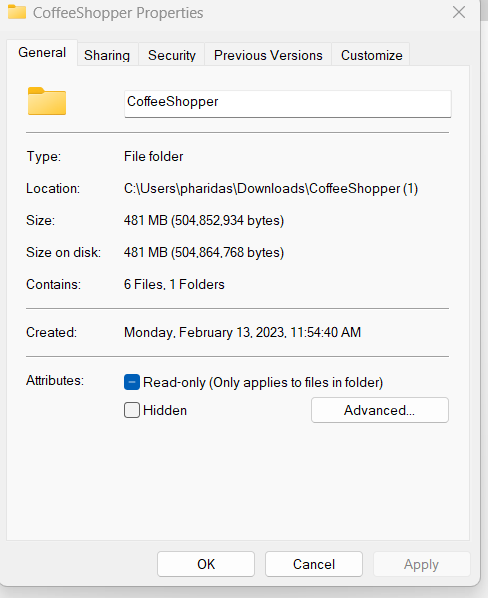 CoffeeShopper Properties
General Sharing Security Previous Versions Customize
CoffeeShopper
Type: File folder
Location: C:\Users\pharidas\Downloads\CoffeeShopper (1)
Size: 481 MB (504,852,934 bytes)
Size on disk: 481 MB (504,864,768 bytes)
Contains: 6 Files, 1 Folders
Created: Monday, February 13, 2023, 11:54:40 AM
Attributes: Read-only (Only applies to files in folder)
Hidden Advanced...
OK Cancel Apply